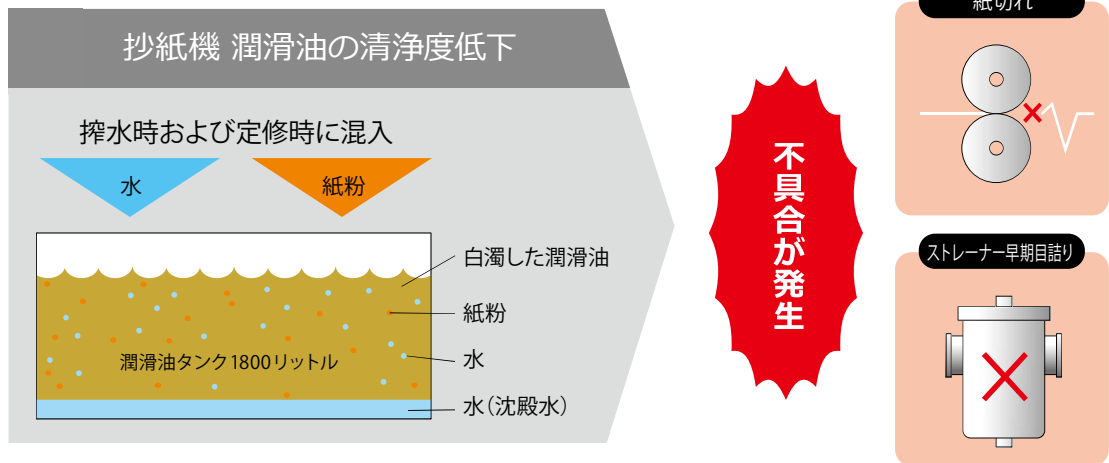 抄紙機 潤滑油の清浄度低下
搾水時および定修時に混入
水
紙粉
白濁した潤滑油
紙粉
水
水（沈殿水）
潤滑油タンク1800リットル
不具合が発生
紙切れ
ストレーナー早期目詰り